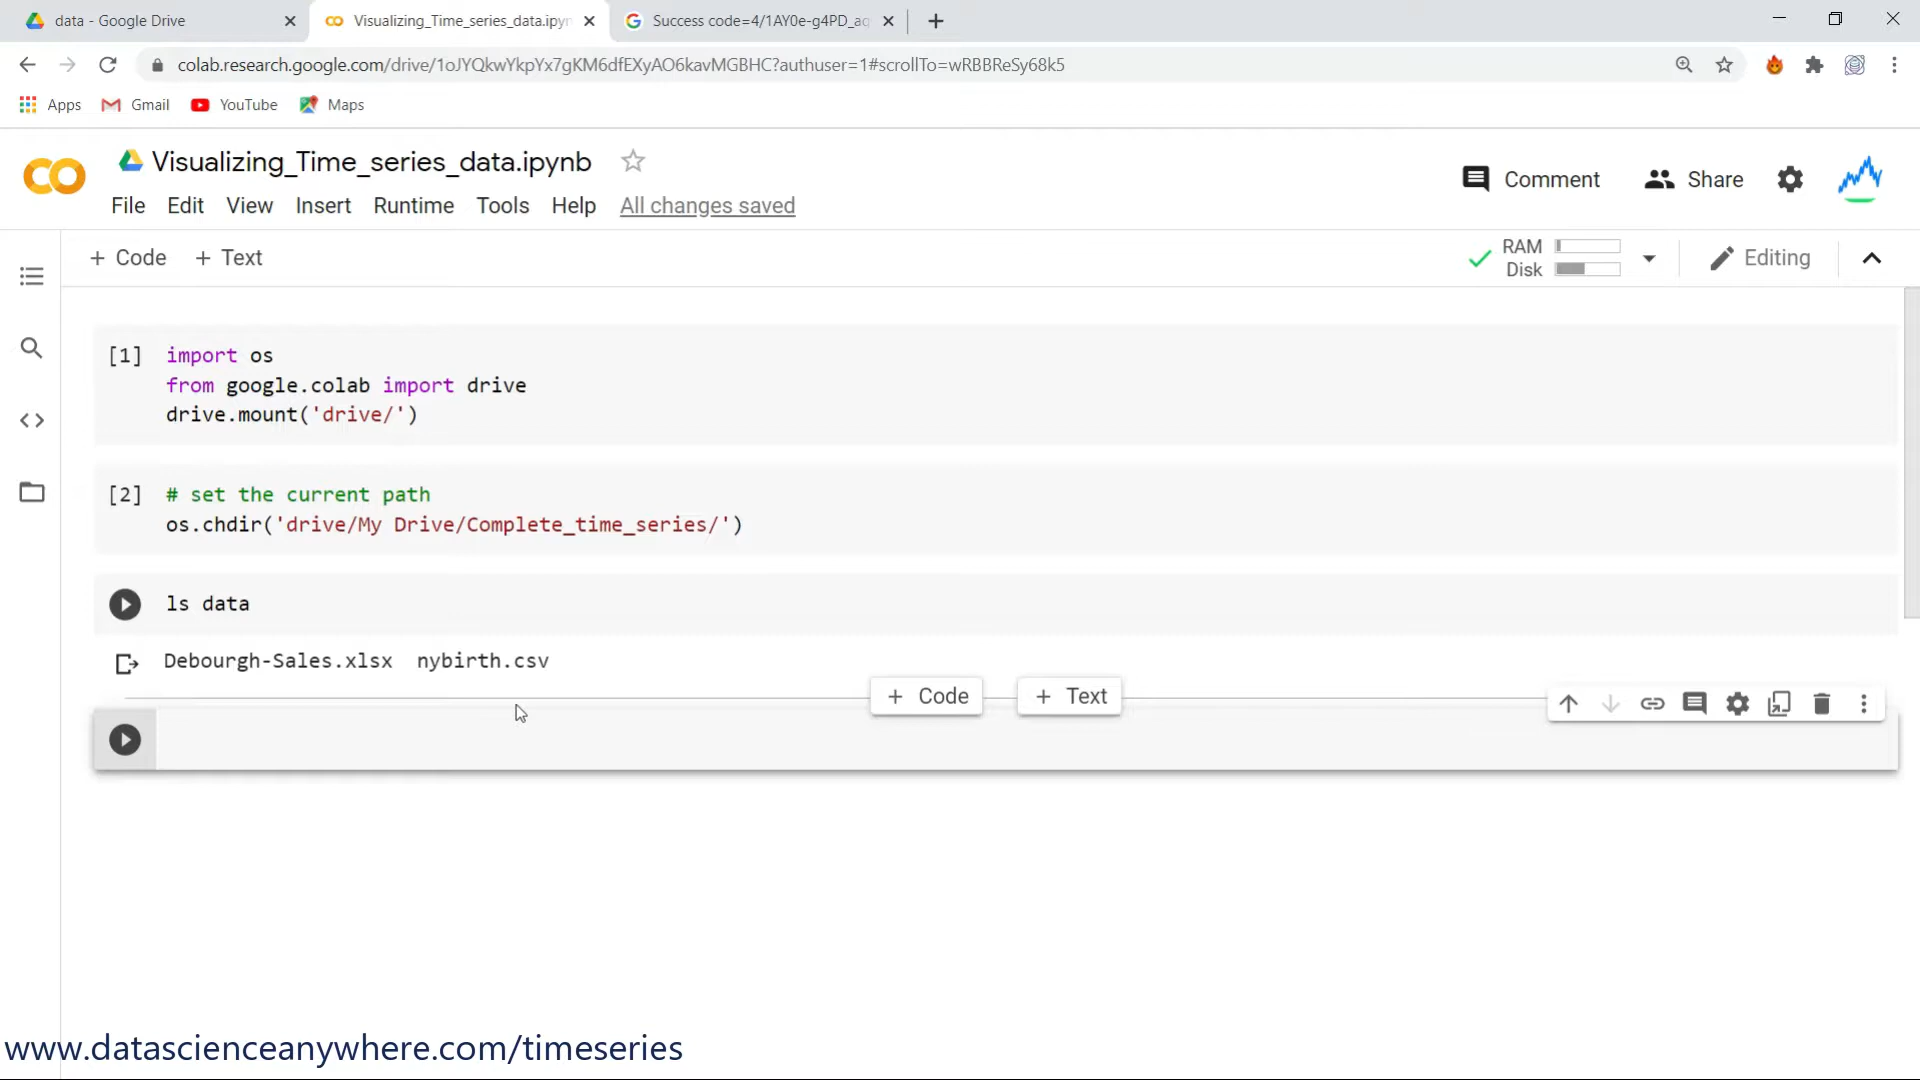 data - Google Drive
Visualizing_Time_series_data.ipyn
Success code=4/1AY0e-g4PD_aq
colab.research.google.com/drive/1oJYQkwYkpYx7gKM6dfEXyAO6kavMGBHC?authuser=1#scrollTo=wRBBReSy68k5
Apps Gmail YouTube Maps
Visualizing_Time_series_data.ipynb
Comment Share
File Edit View Insert Runtime Tools Help All changes saved
+ Code + Text
RAM
Disk
Editing
[1] import os
from google.colab import drive
drive.mount('drive/')
[2] # set the current path
os.chdir('drive/My Drive/Complete_time_series/')
ls data
Debourgh-Sales.xlsx nybirth.csv
+ Code + Text
www.datascienceanywhere.com/timeseries